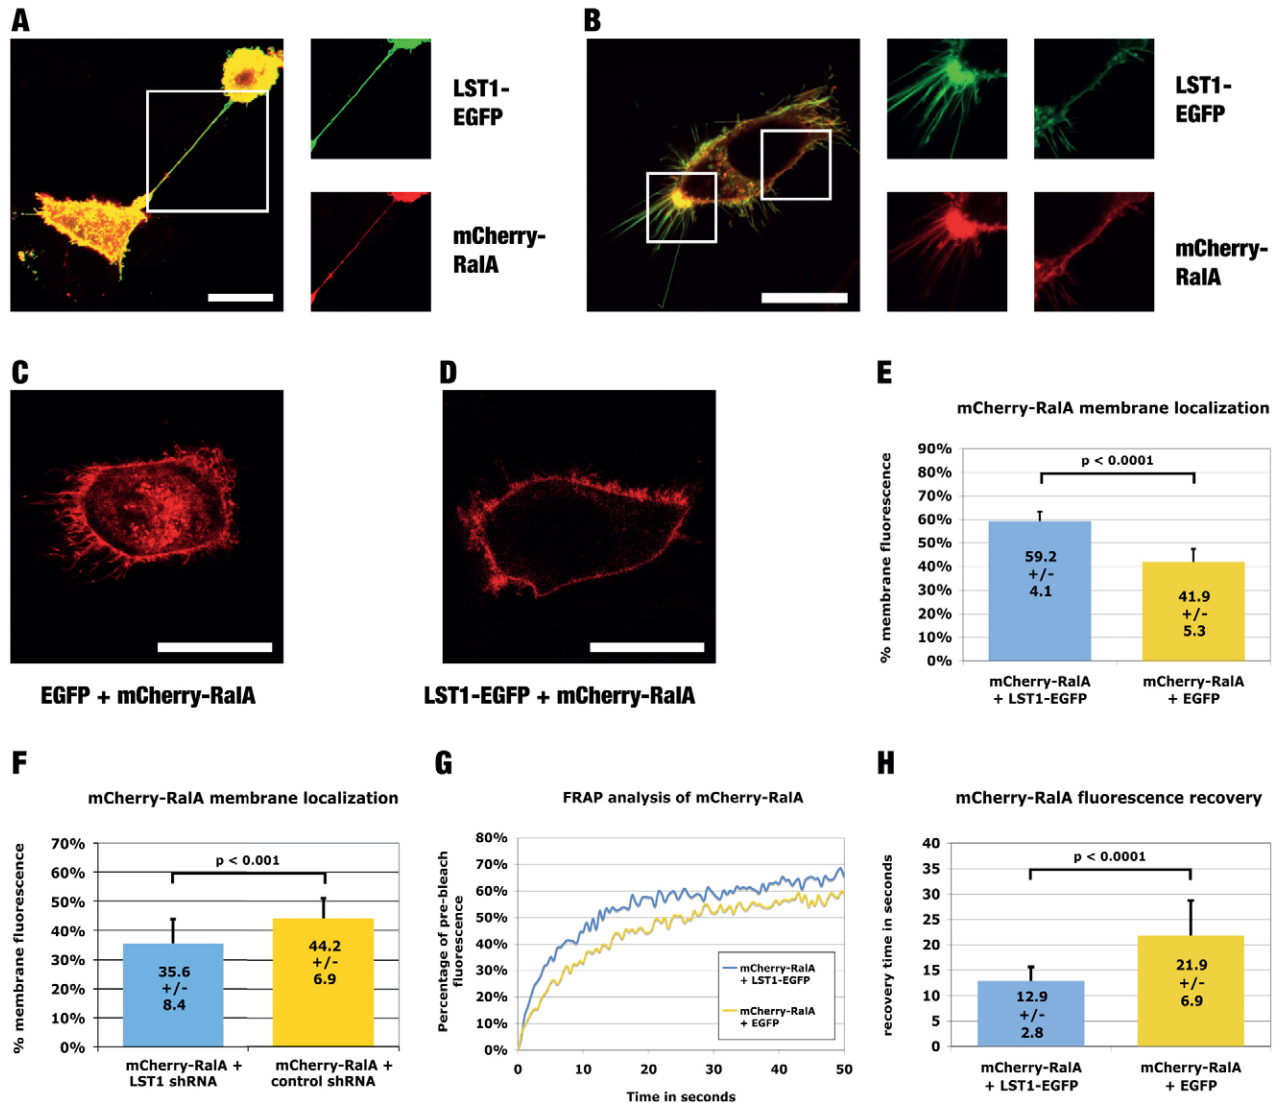 A
LST1-
EGFP
mCherry-
RalA
B
LST1-
EGFP
mCherry-
RalA
C
EGFP + mCherry-RalA
D
LST1-EGFP + mCherry-RalA
E
mCherry-RalA membrane localization
% membrane fluorescence
90%
80%
70%
60%
50%
40%
30%
20%
10%
0%
p < 0.0001
59.2
+/-
4.1
41.9
+/-
5.3
mCherry-RalA
+ LST1-EGFP
mCherry-RalA
+ EGFP
F
mCherry-RalA membrane localization
% membrane fluorescence
70%
60%
50%
40%
30%
20%
10%
0%
p < 0.001
35.6
+/-
8.4
44.2
+/-
6.9
mCherry-RalA +
LST1 shRNA
mCherry-RalA +
control shRNA
G
FRAP analysis of mCherry-RalA
Percentage of pre-bleach
fluorescence
80%
70%
60%
50%
40%
30%
20%
10%
0%
mCherry-RalA
+ LST1-EGFP
mCherry-RalA
+ EGFP
0
10
20
30
40
50
Time in seconds
H
mCherry-RalA fluorescence recovery
recovery time in seconds
40
35
30
25
20
15
10
5
0
p < 0.0001
12.9
+/-
2.8
21.9
+/-
6.9
mCherry-RalA
+ LST1-EGFP
mCherry-RalA
+ EGFP